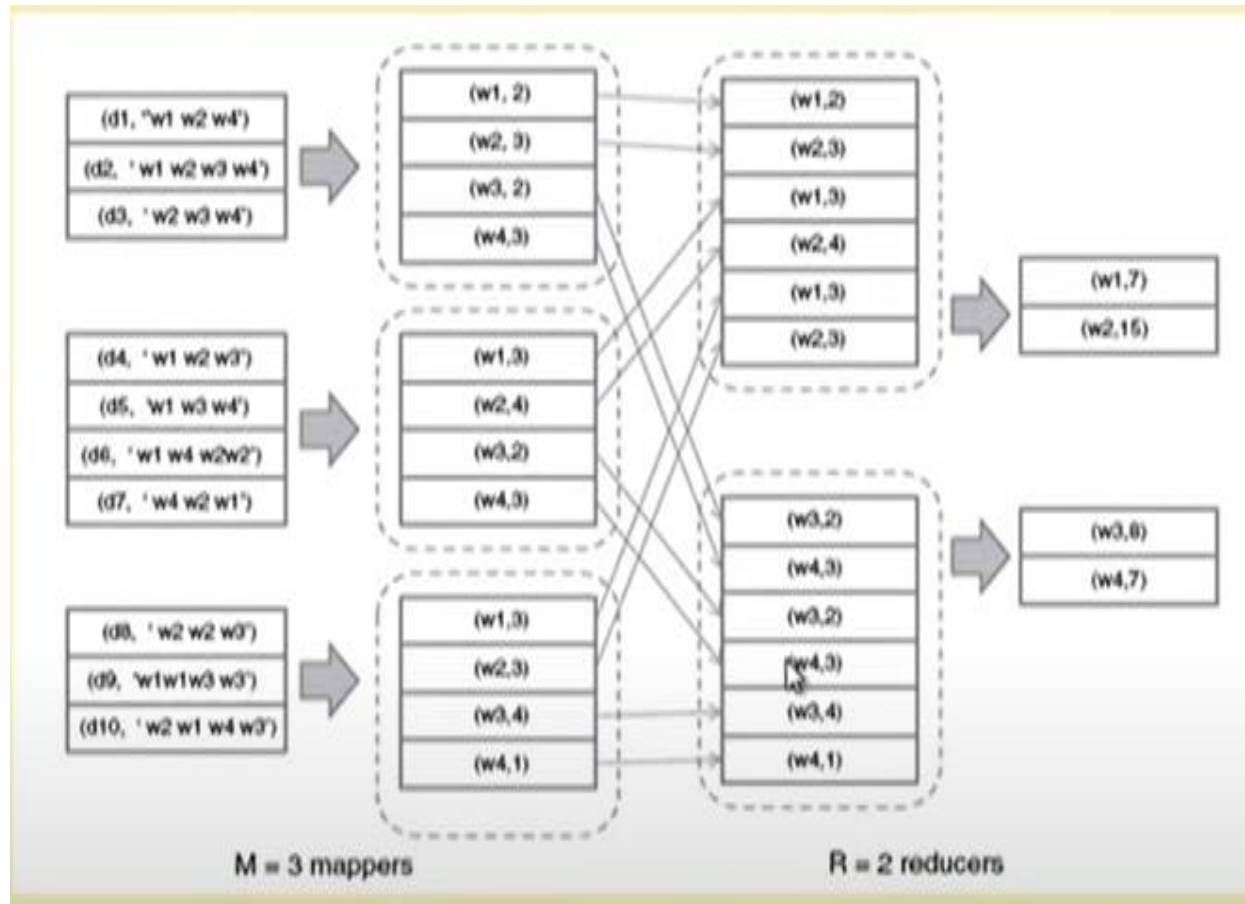 (d1, "w1 w2 w4')
(d2, ' w1 w2 w3 w4')
(d3, ' w2 w3 w4')
(d4, ' w1 w2 w3')
(d5, 'w1 w3 w4')
(d6, ' w1 w4 w2w2')
(d7, ' w4 w2 w1')
(d8, ' w2 w2 w3')
(d9, 'w1w1w3 w3')
(d10, ' w2 w1 w4 w3')
(w1, 2)
(w2, 3)
(w3, 2)
(w4,3)
(w1,3)
(w2,4)
(w3,2)
(w4,3)
(w1,3)
(w2,3)
(w3,4)
(w4,1)
(w1,2)
(w2,3)
(w1,3)
(w2,4)
(w1,3)
(w2,3)
(w3,2)
(w4,3)
(w3,2)
(w4,3)
(w3,4)
(w4,1)
(w1,7)
(w2,15)
(w3,8)
(w4,7)
M = 3 mappers
R = 2 reducers